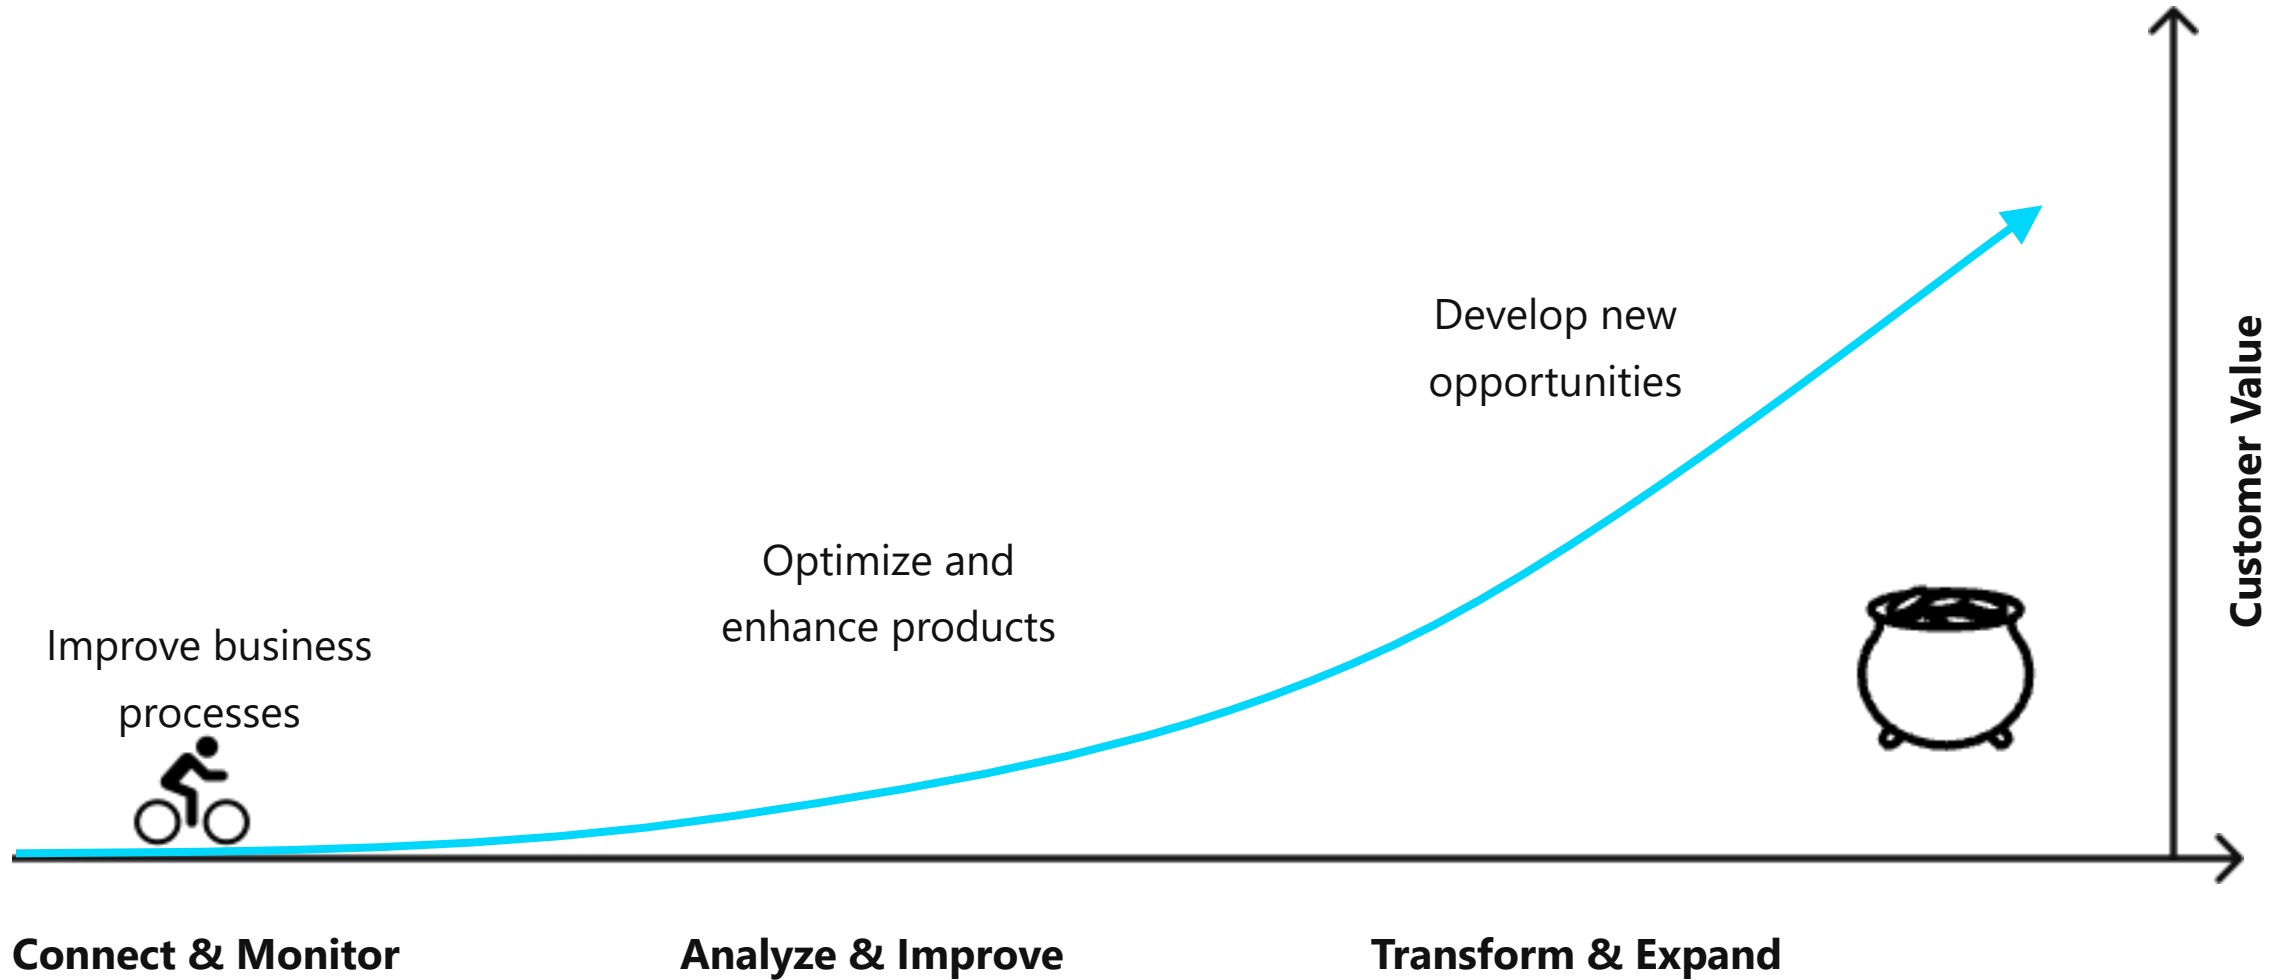 Develop new
opportunities
Optimize and
enhance products
Improve business
processes
Customer Value
Connect & Monitor
Analyze & Improve
Transform & Expand